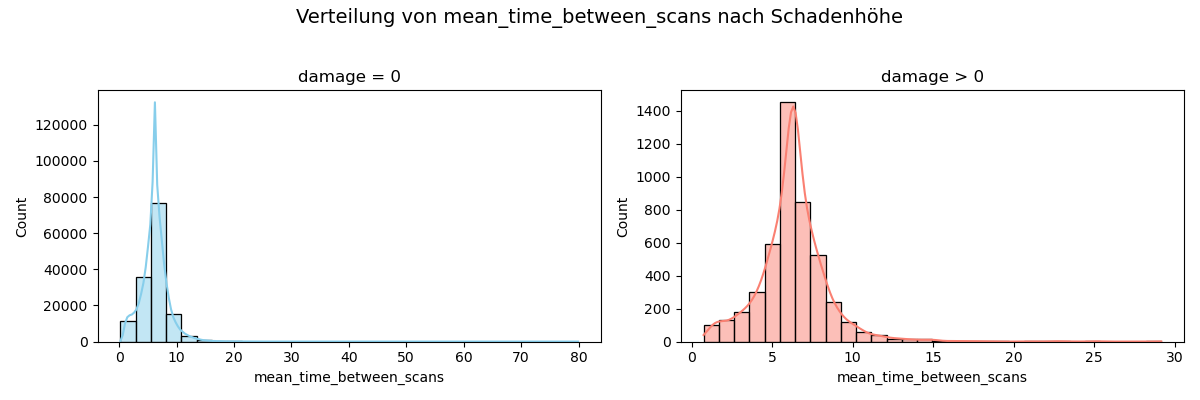 Verteilung von mean_time_between_scans nach Schadenhöhe
damage = 0
damage > 0
120000
100000
80000
60000
40000
20000
0
Count
0 10 20 30 40 50 60 70 80
mean_time_between_scans
1400
1200
1000
800
600
400
200
0
Count
0 5 10 15 20 25 30
mean_time_between_scans